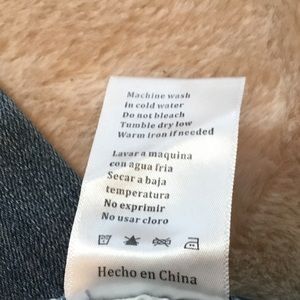 Machine wash
In cold water
Do not bleach
Tumble dry low
Warm iron if needed
Lavar a maquina
con agua fria
Secar a baja
temperatura
No exprimir
No usar cloro
Hecho en China